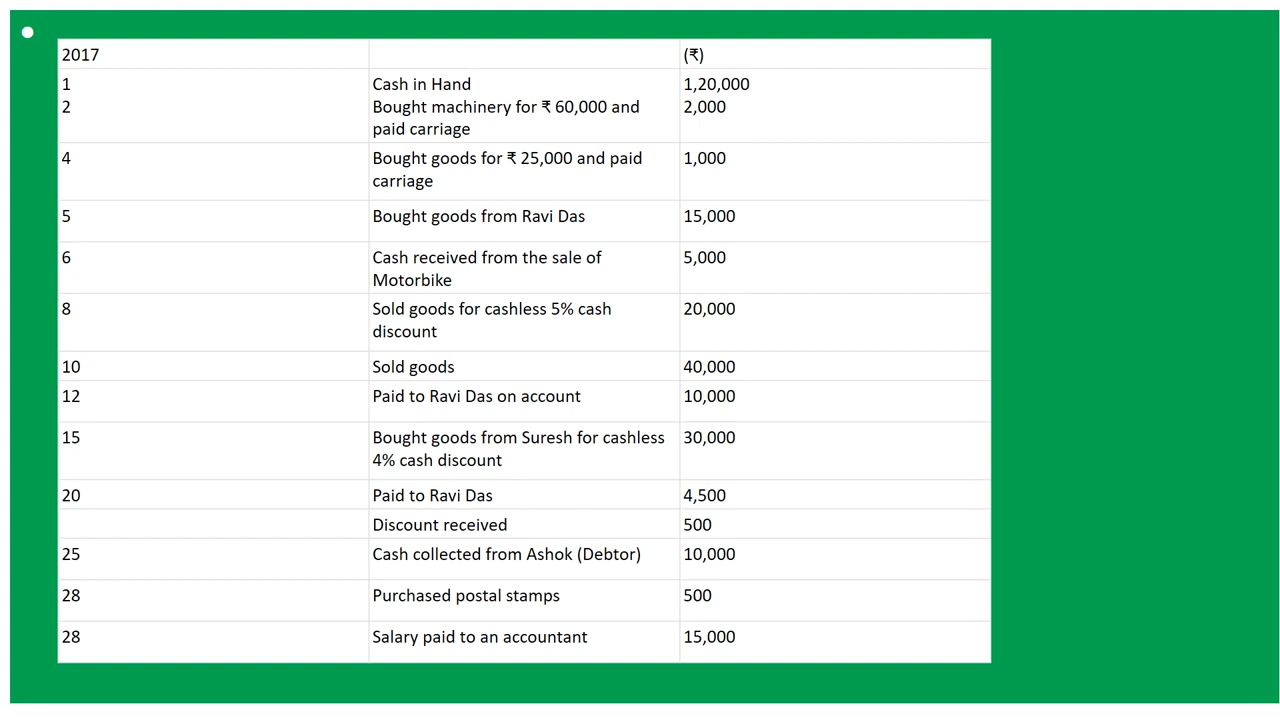 2017 (₹)
1 Cash in Hand 1,20,000
2 Bought machinery for ₹ 60,000 and 2,000
paid carriage
4 Bought goods for ₹ 25,000 and paid 1,000
carriage
5 Bought goods from Ravi Das 15,000
6 Cash received from the sale of 5,000
Motorbike
8 Sold goods for cashless 5% cash 20,000
discount
10 Sold goods 40,000
12 Paid to Ravi Das on account 10,000
15 Bought goods from Suresh for cashless 30,000
4% cash discount
20 Paid to Ravi Das 4,500
Discount received 500
25 Cash collected from Ashok (Debtor) 10,000
28 Purchased postal stamps 500
28 Salary paid to an accountant 15,000